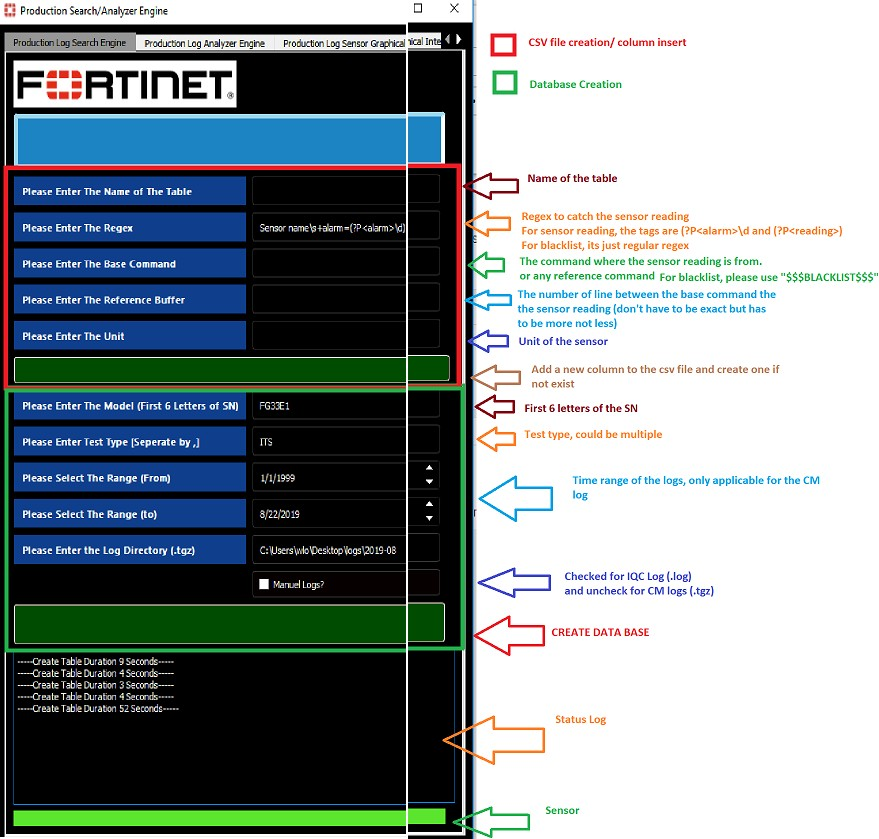 Production Search/Analyzer Engine
Production Log Search Engine
Production Log Analyzer Engine
Production Log Sensor Graphical
nical Inte
FORTINET®
Please Enter The Name of The Table
Please Enter The Regex
Sensor name\s+alarm=(?P<alarm>\d)
Please Enter The Base Command
Please Enter The Reference Buffer
Please Enter The Unit
Please Enter The Model (First 6 Letters of SN)
FG33E1
Please Enter Test Type [Seperate by ,]
ITS
Please Select The Range (From)
1/1/1999
Please Select The Range (to)
8/22/2019
Please Enter the Log Directory (.tgz)
C:\Users\wlo\Desktop\logs\2019-08
Manuel Logs?
-----Create Table Duration 9 Seconds-----
-----Create Table Duration 4 Seconds-----
-----Create Table Duration 3 Seconds-----
-----Create Table Duration 4 Seconds-----
-----Create Table Duration 52 Seconds-----
CSV file creation/ column insert
Database Creation
Name of the table
Regex to catch the sensor reading
For sensor reading, the tags are (?P<alarm>\d and (?P<reading>)
For blacklist, its just regular regex
The command where the sensor reading is from.
or any reference command For blacklist, please use "$$$BLACKLIST$$$"
The number of line between the base command the
the sensor reading (don't have to be exact but has
to be more not less)
Unit of the sensor
Add a new column to the csv file and create one if
not exist
First 6 letters of the SN
Test type, could be multiple
Time range of the logs, only applicable for the CM
log
Checked for IQC Log (.log)
and uncheck for CM logs (.tgz)
CREATE DATA BASE
Status Log
Sensor